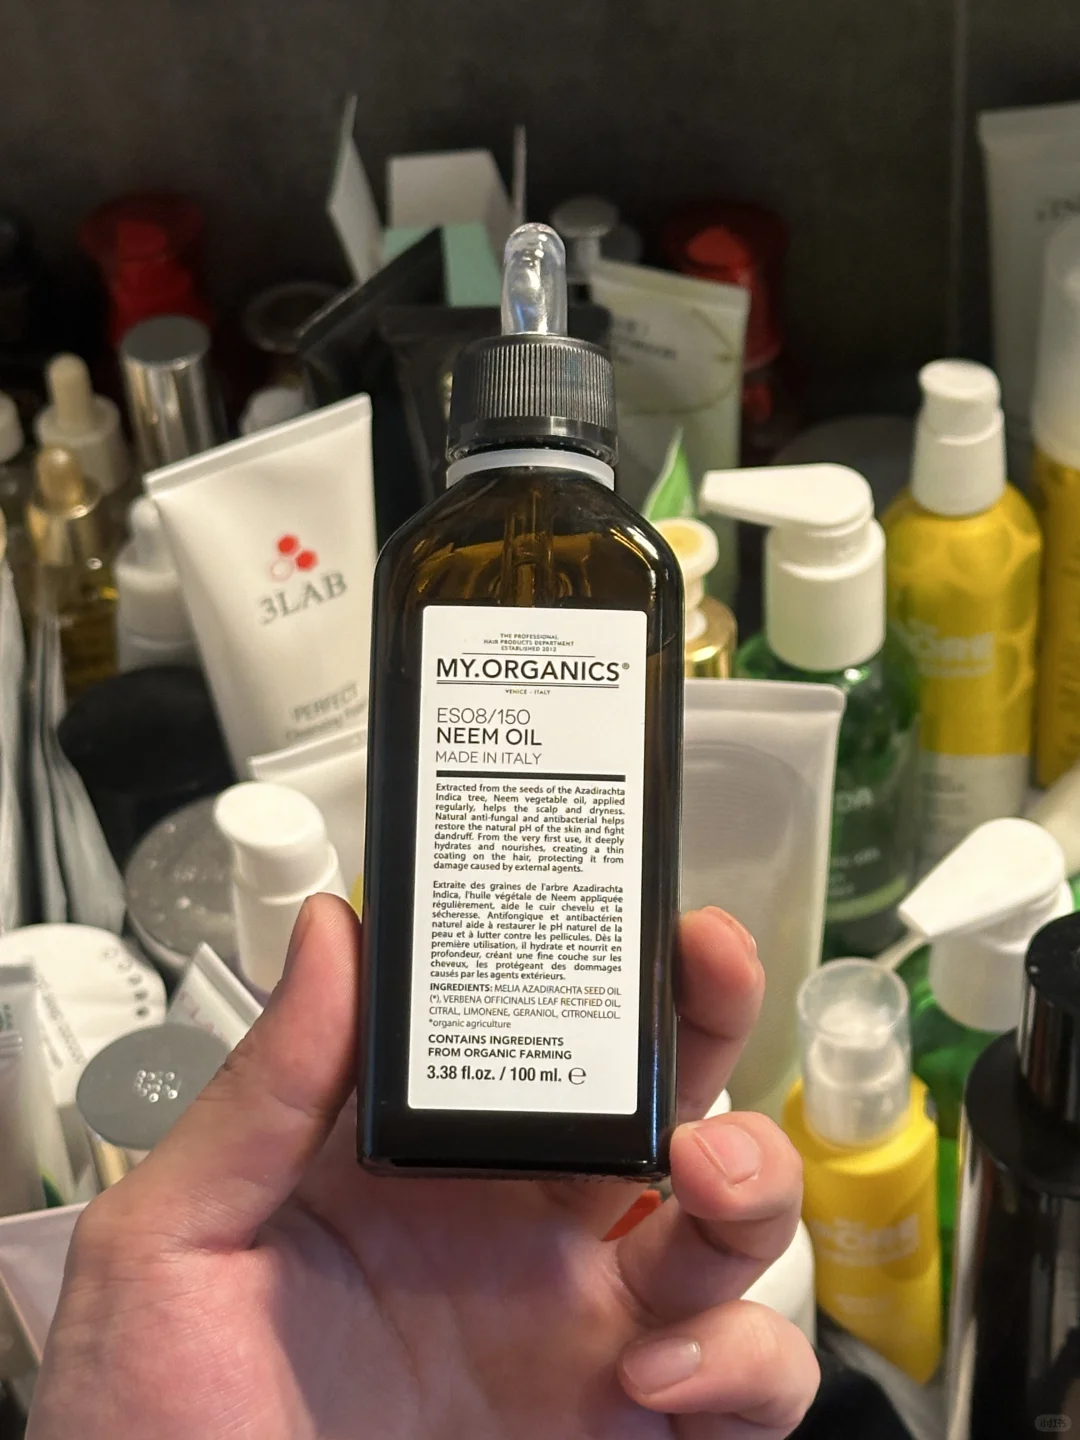 THE PROFESSIONAL
HAIR PRODUCTS DEPARTMENT
ESTABLISHED 2012
MY.ORGANICS®
VENICE - ITALY
ES08/150
NEEM OIL
MADE IN ITALY
Extracted from the seeds of the Azadirachta
Indica tree, Neem vegetable oil, applied
regularly, helps the scalp and dryness.
Natural anti-fungal and antibacterial helps
restore the natural pH of the skin and fight
dandruff. From the very first use, it deeply
hydrates and nourishes, creating a thin
coating on the hair, protecting it from
damage caused by external agents.
Extraite des graines de l'arbre Azadirachta
Indica, l'huile végétale de Neem appliquée
régulièrement, aide le cuir chevelu et la
sécheresse. Antifongique et antibactérien
naturel aide à restaurer le pH naturel de la
peau et à lutter contre les pellicules. Dès la
première utilisation, il hydrate et nourrit en
profondeur, créant une fine couche sur les
cheveux, les protégeant des dommages
causés par les agents extérieurs.
INGREDIENTS: MELIA AZADIRACHTA SEED OIL
(*), VERBENA OFFICINALIS LEAF RECTIFIED OIL,
CITRAL, LIMONENE, GERANIOL, CITRONELLOL.
*organic agriculture
CONTAINS INGREDIENTS
FROM ORGANIC FARMING
3.38 fl.oz. / 100 ml. ℮
3LAB
PERFECT
小红书